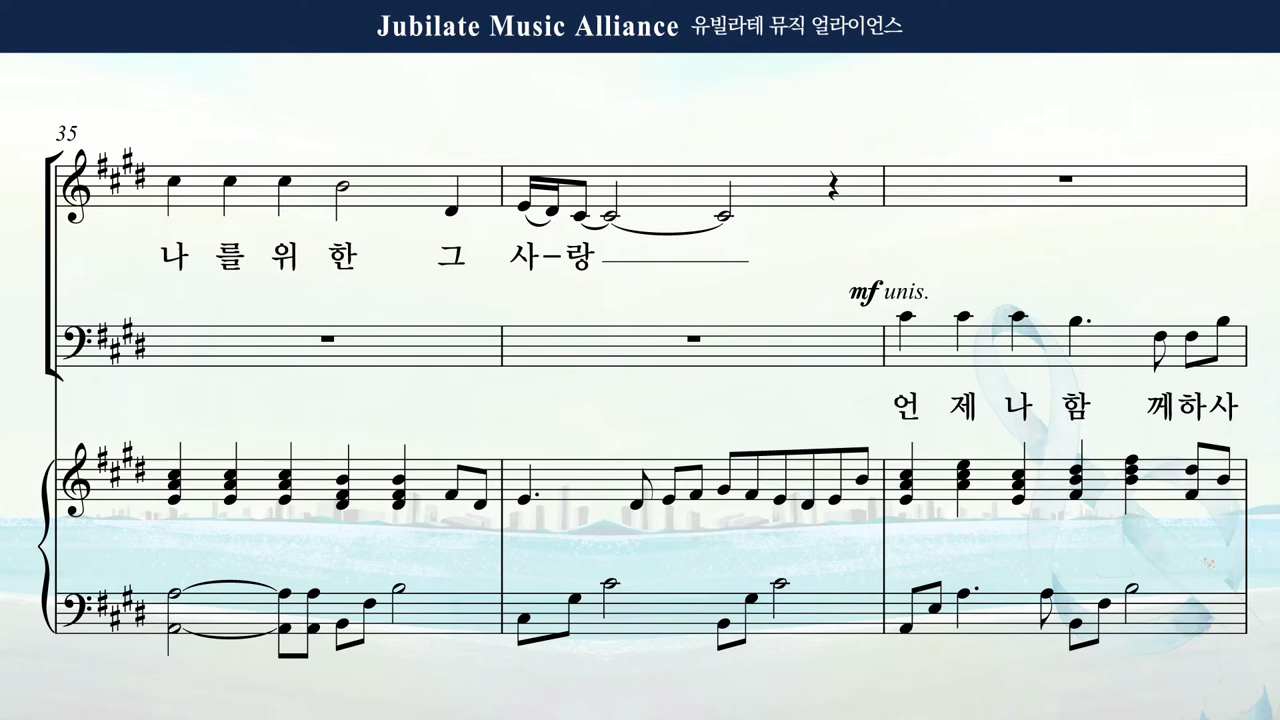 Jubilate Music Alliance 유빌라테 뮤직 얼라이언스
35
나 를 위 한 그 사-랑
mf unis.
언 제 나 함 께하사